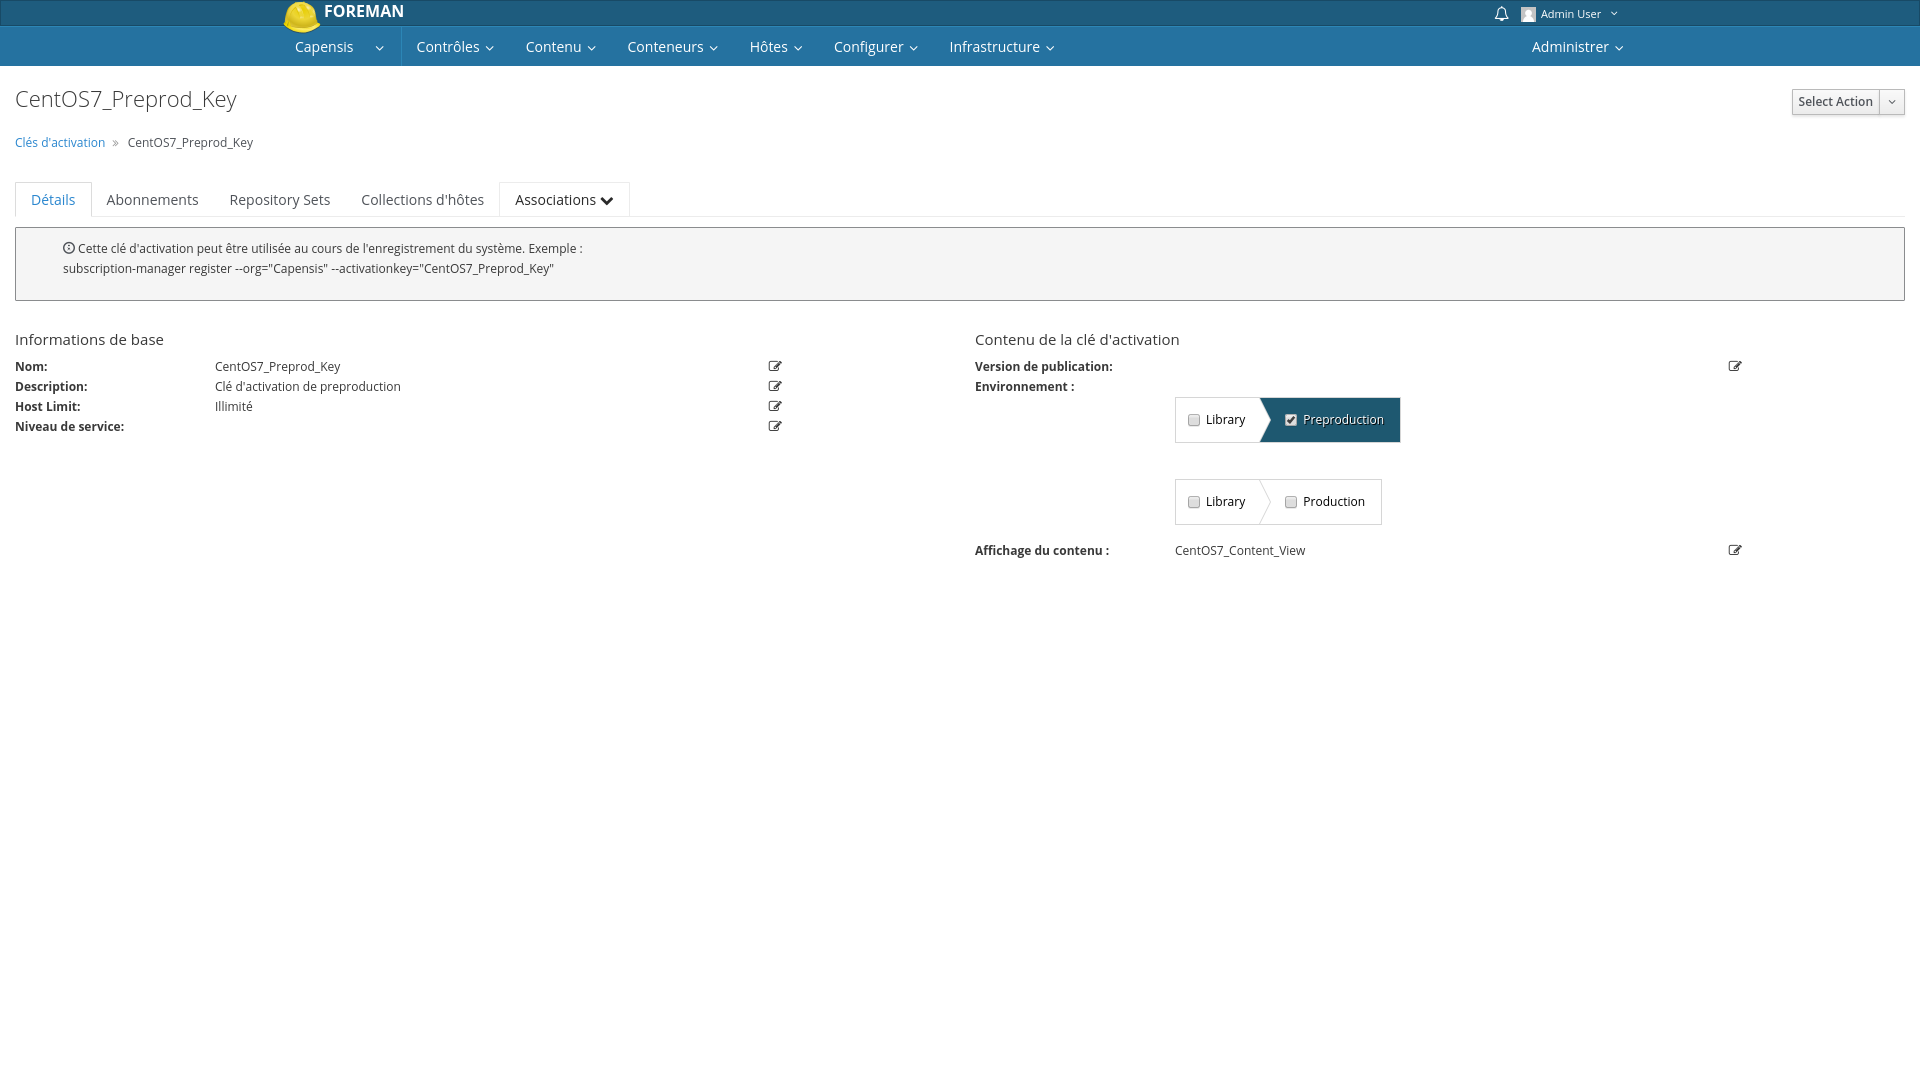 FOREMAN
Admin User
Capensis Contrôles Contenu Conteneurs Hôtes Configurer Infrastructure Administrer
CentOS7_Preprod_Key
Select Action
Clés d'activation » CentOS7_Preprod_Key
Détails Abonnements Repository Sets Collections d'hôtes Associations
Cette clé d'activation peut être utilisée au cours de l'enregistrement du système. Exemple :
subscription-manager register --org="Capensis" --activationkey="CentOS7_Preprod_Key"
Informations de base
Nom: CentOS7_Preprod_Key
Description: Clé d'activation de preproduction
Host Limit: Illimité
Niveau de service:
Contenu de la clé d'activation
Version de publication:
Environnement :
Library Preproduction
Library Production
Affichage du contenu : CentOS7_Content_View